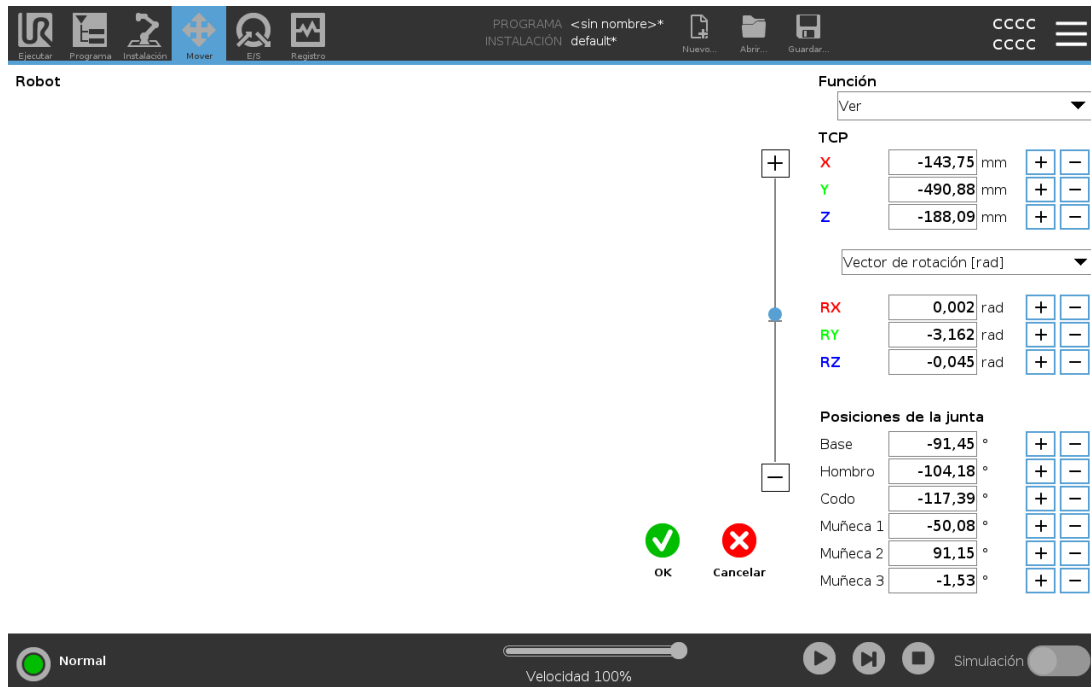 PROGRAMA <sin nombre>*
INSTALACIÓN default*
CCCC
CCCC
UR
Ejecutar Programa Instalación Mover E/S Registro Nuevo... Abrir... Guardar...
Robot
Función
Ver
TCP
X -143,75 mm + −
Y -490,88 mm + −
Z -188,09 mm + −
Vector de rotación [rad]
RX 0,002 rad + −
RY -3,162 rad + −
RZ -0,045 rad + −
Posiciones de la junta
Base -91,45 ° + −
Hombro -104,18 ° + −
Codo -117,39 ° + −
Muñeca 1 -50,08 ° + −
Muñeca 2 91,15 ° + −
Muñeca 3 -1,53 ° + −
+
−
OK Cancelar
Normal
Velocidad 100%
Simulación